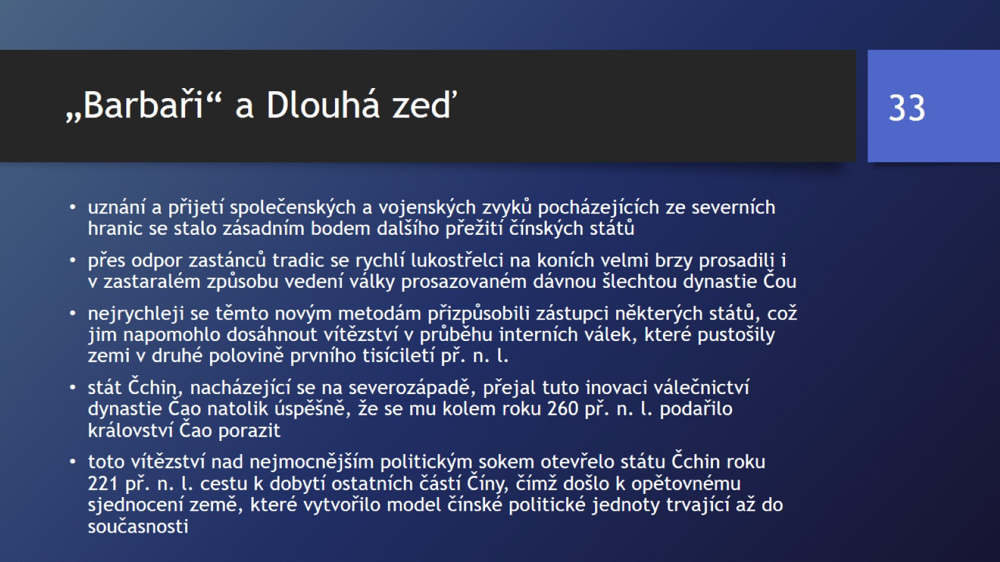 „Barbaři“ a Dlouhá zeď
33
• uznání a přijetí společenských a vojenských zvyků pocházejících ze severních
hranic se stalo zásadním bodem dalšího přežití čínských států
• přes odpor zastánců tradic se rychlí lukostřelci na koních velmi brzy prosadili i
v zastaralém způsobu vedení války prosazovaném dávnou šlechtou dynastie Čou
• nejrychleji se těmto novým metodám přizpůsobili zástupci některých států, což
jim napomohlo dosáhnout vítězství v průběhu interních válek, které pustošily
zemi v druhé polovině prvního tisíciletí př. n. l.
• stát Čchin, nacházející se na severozápadě, přejal tuto inovaci válečnictví
dynastie Čao natolik úspěšně, že se mu kolem roku 260 př. n. l. podařilo
království Čao porazit
• toto vítězství nad nejmocnějším politickým sokem otevřelo státu Čchin roku
221 př. n. l. cestu k dobytí ostatních částí Číny, čímž došlo k opětovnému
sjednocení země, které vytvořilo model čínské politické jednoty trvající až do
současnosti